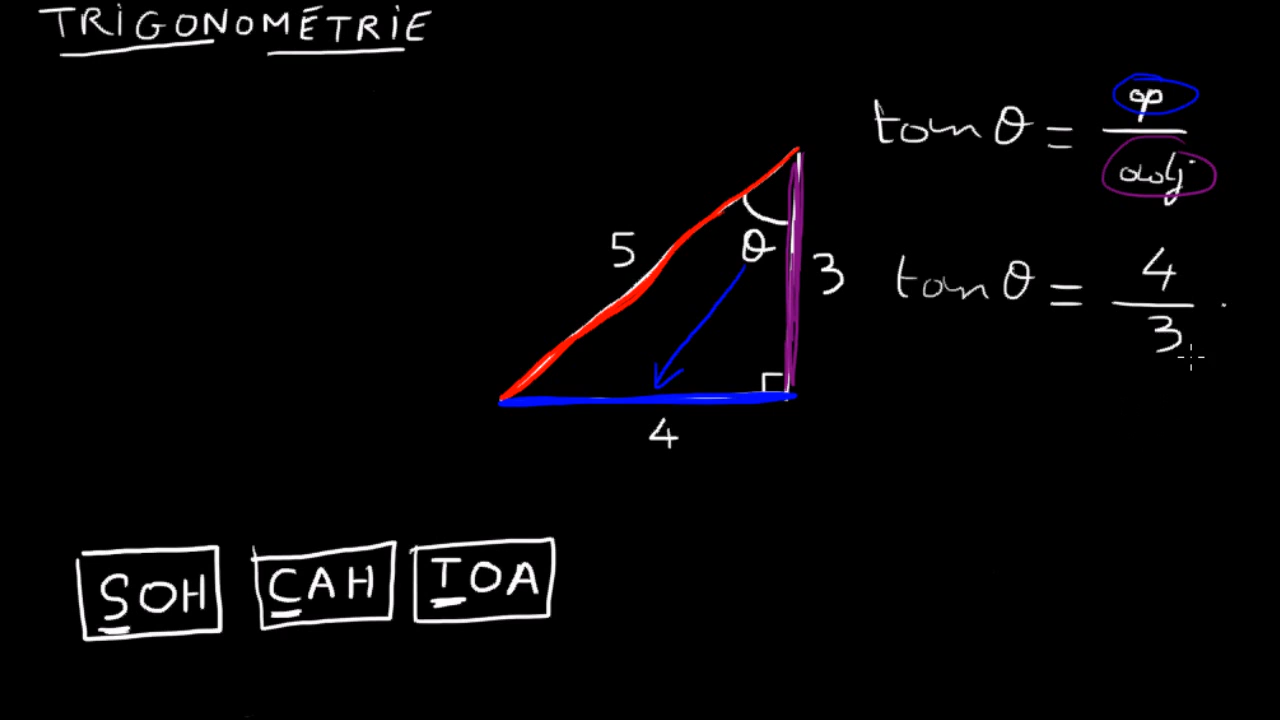 TRIGONOMÉTRIE
tan θ = op / adj
5
θ
3
tan θ = 4 / 3 .
4
SOH CAH TOA